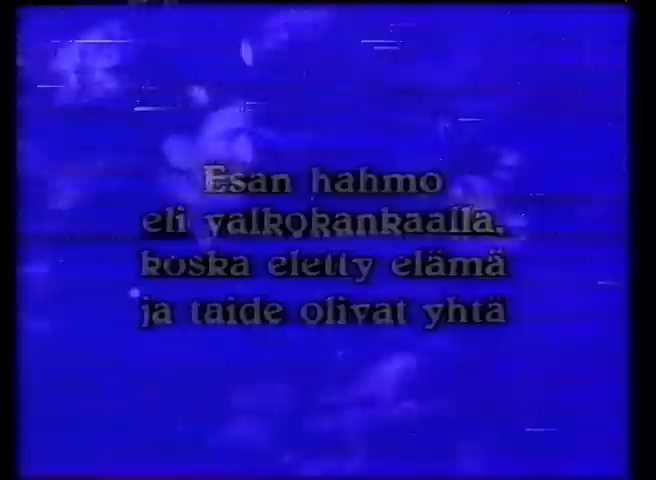 Esan hahmo
eli valkokankaalla,
koska eletty elämä
ja taide olivat yhtä